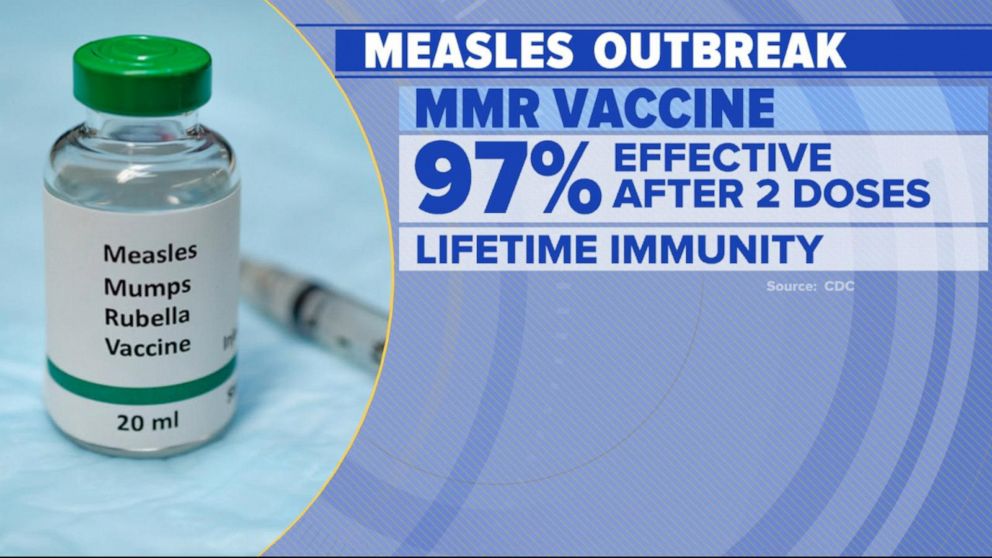 MEASLES OUTBREAK
MMR VACCINE
97% EFFECTIVE
AFTER 2 DOSES
LIFETIME IMMUNITY
Source: CDC
Measles
Mumps
Rubella
Vaccine
20 ml